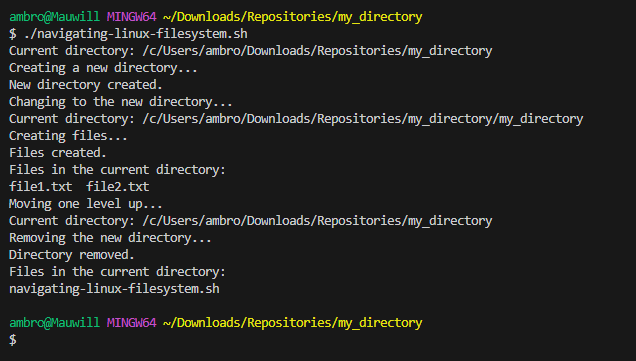 ambro@Mauwill MINGW64 ~/Downloads/Repositories/my_directory
$ ./navigating-linux-filesystem.sh
Current directory: /c/Users/ambro/Downloads/Repositories/my_directory
Creating a new directory...
New directory created.
Changing to the new directory...
Current directory: /c/Users/ambro/Downloads/Repositories/my_directory/my_directory
Creating files...
Files created.
Files in the current directory:
file1.txt  file2.txt
Moving one level up...
Current directory: /c/Users/ambro/Downloads/Repositories/my_directory
Removing the new directory...
Directory removed.
Files in the current directory:
navigating-linux-filesystem.sh
ambro@Mauwill MINGW64 ~/Downloads/Repositories/my_directory
$